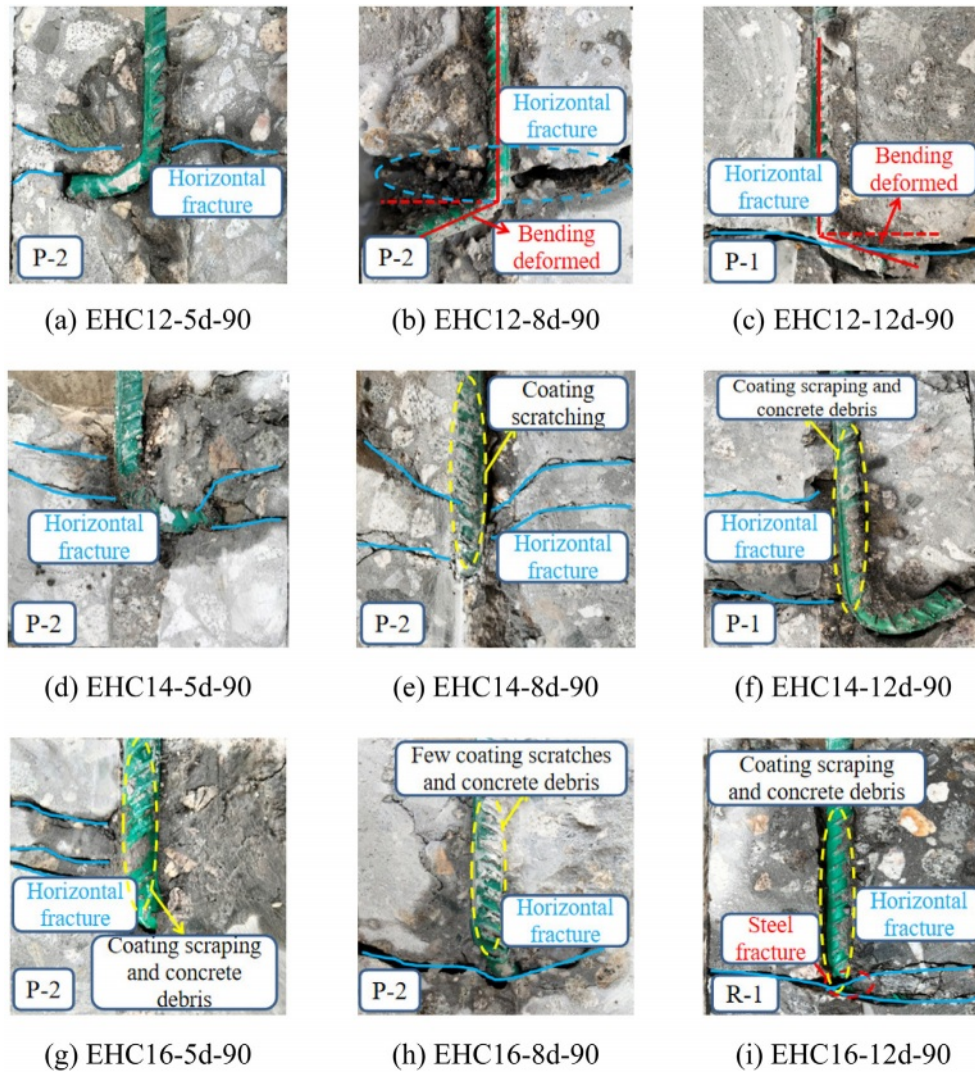 P-2
Horizontal
fracture
(a) EHC12-5d-90
Horizontal
fracture
P-2
Bending
deformed
(b) EHC12-8d-90
Horizontal
fracture
Bending
deformed
P-1
(c) EHC12-12d-90
Horizontal
fracture
P-2
(d) EHC14-5d-90
Coating
scratching
Horizontal
fracture
P-2
(e) EHC14-8d-90
Coating scraping and
concrete debris
Horizontal
fracture
P-1
(f) EHC14-12d-90
Horizontal
fracture
Coating scraping
and concrete
debris
P-2
(g) EHC16-5d-90
Few coating scratches
and concrete debris
Horizontal
fracture
P-2
(h) EHC16-8d-90
Coating scraping
and concrete debris
Steel
fracture
Horizontal
fracture
R-1
(i) EHC16-12d-90